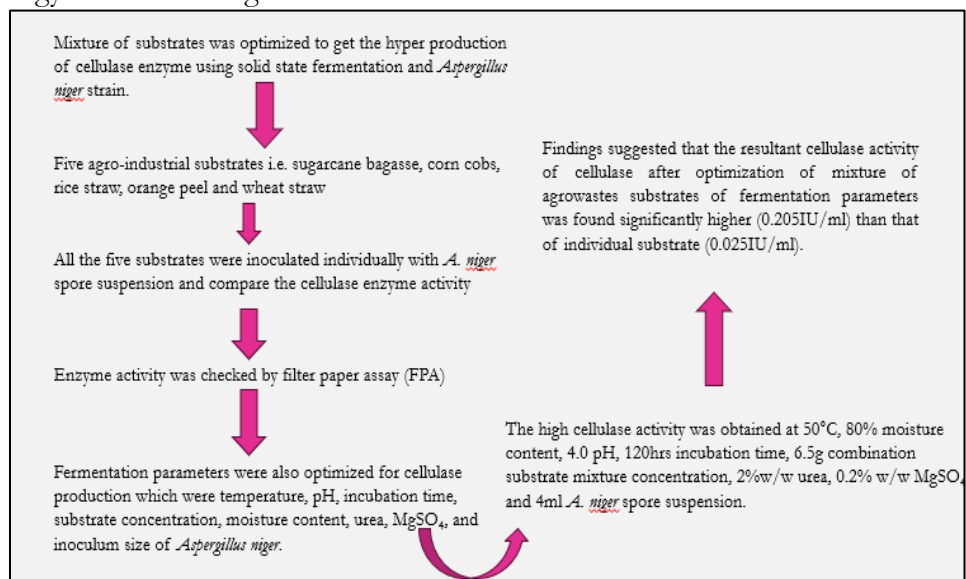 Mixture of substrates was optimized to get the hyper production
of cellulase enzyme using solid state fermentation and Aspergillus
niger strain.
Five agro-industrial substrates i.e. sugarcane bagasse, corn cobs,
rice straw, orange peel and wheat straw
All the five substrates were inoculated individually with A. niger
spore suspension and compare the cellulase enzyme activity
Enzyme activity was checked by filter paper assay (FPA)
Fermentation parameters were also optimized for cellulase
production which were temperature, pH, incubation time,
substrate concentration, moisture content, urea, MgSO₄, and
inoculum size of Aspergillus niger.
The high cellulase activity was obtained at 50°C, 80% moisture
content, 4.0 pH, 120hrs incubation time, 6.5g combination
substrate mixture concentration, 2%w/w urea, 0.2% w/w MgSO₄
and 4ml A. niger spore suspension.
Findings suggested that the resultant cellulase activity
of cellulase after optimization of mixture of
agrowastes substrates of fermentation parameters
was found significantly higher (0.205IU/ml) than that
of individual substrate (0.025IU/ml).